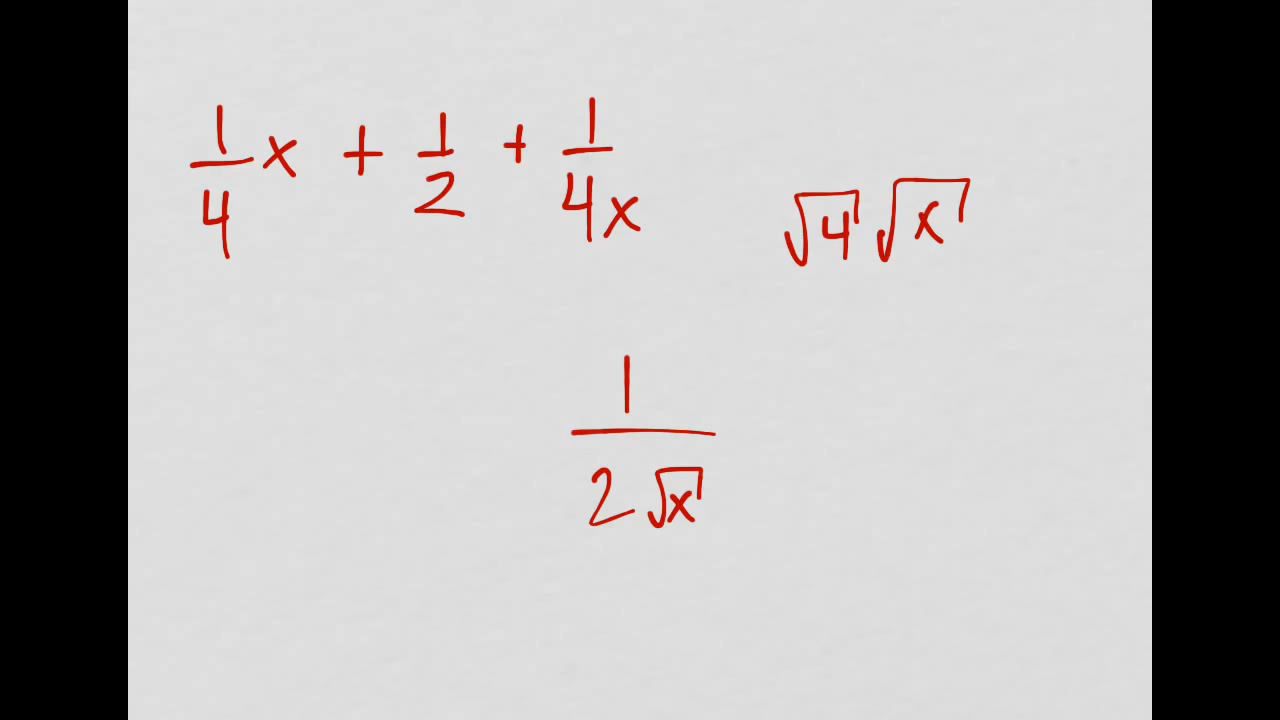 1/4 x + 1/2 + 1/4x
√4 √x
1/2√x